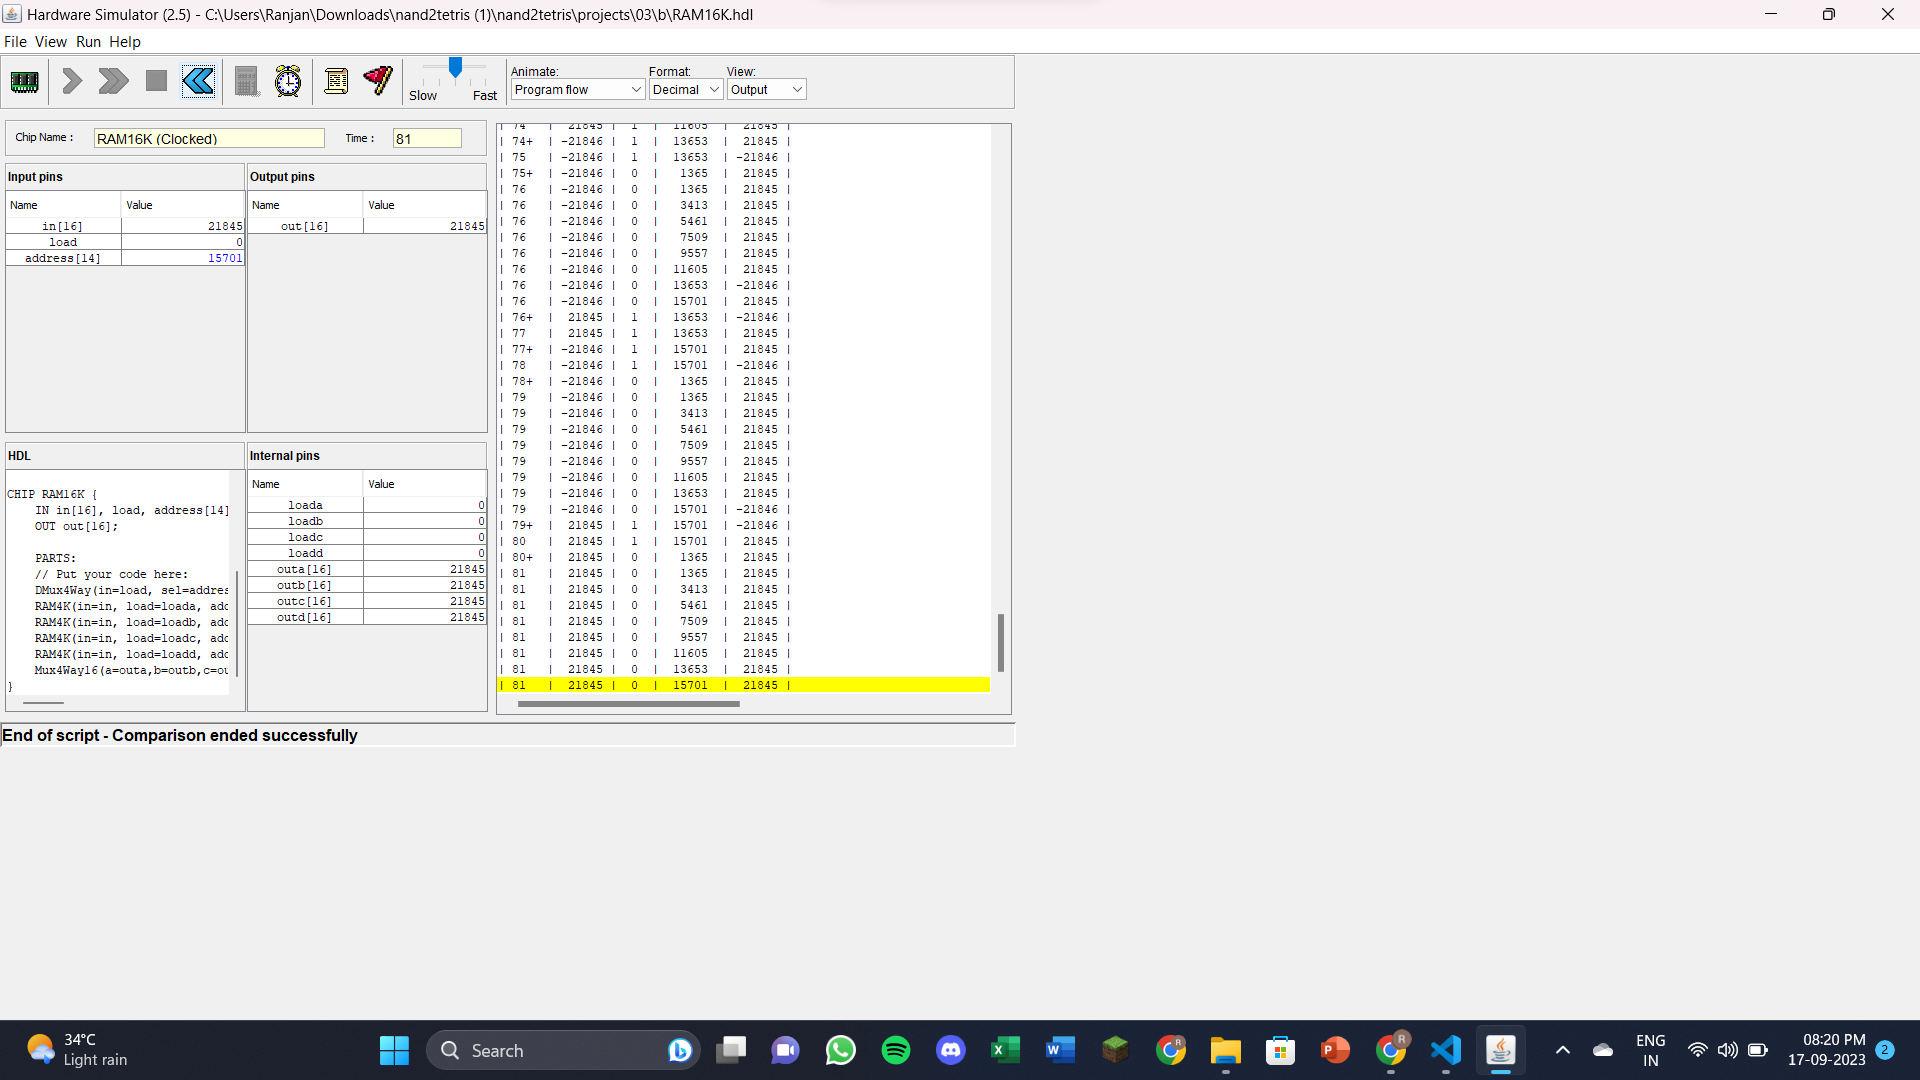 Hardware Simulator (2.5) - C:\Users\Ranjan\Downloads\nand2tetris (1)\nand2tetris\projects\03\b\RAM16K.hdl
File View Run Help
Animate: Format: View:
Slow Fast Program flow Decimal Output
Chip Name : RAM16K (Clocked) Time : 81
Input pins
Name Value
in[16] 21845
load 0
address[14] 15701
Output pins
Name Value
out[16] 21845
HDL
CHIP RAM16K {
IN in[16], load, address[14]
OUT out[16];
PARTS:
// Put your code here:
DMux4Way(in=load, sel=addres
RAM4K(in=in, load=loada, add
RAM4K(in=in, load=loadb, add
RAM4K(in=in, load=loadc, add
RAM4K(in=in, load=loadd, add
Mux4Way16(a=outa,b=outb,c=ou
}
Internal pins
Name Value
loada 0
loadb 0
loadc 0
loadd 0
outa[16] 21845
outb[16] 21845
outc[16] 21845
outd[16] 21845
| 74 | 21845 | 1 | 11605 | 21845 |
| 74+ | -21846 | 1 | 13653 | 21845 |
| 75 | -21846 | 1 | 13653 | -21846 |
| 75+ | -21846 | 0 | 1365 | 21845 |
| 76 | -21846 | 0 | 1365 | 21845 |
| 76 | -21846 | 0 | 3413 | 21845 |
| 76 | -21846 | 0 | 5461 | 21845 |
| 76 | -21846 | 0 | 7509 | 21845 |
| 76 | -21846 | 0 | 9557 | 21845 |
| 76 | -21846 | 0 | 11605 | 21845 |
| 76 | -21846 | 0 | 13653 | -21846 |
| 76 | -21846 | 0 | 15701 | 21845 |
| 76+ | 21845 | 1 | 13653 | -21846 |
| 77 | 21845 | 1 | 13653 | 21845 |
| 77+ | -21846 | 1 | 15701 | 21845 |
| 78 | -21846 | 1 | 15701 | -21846 |
| 78+ | -21846 | 0 | 1365 | 21845 |
| 79 | -21846 | 0 | 1365 | 21845 |
| 79 | -21846 | 0 | 3413 | 21845 |
| 79 | -21846 | 0 | 5461 | 21845 |
| 79 | -21846 | 0 | 7509 | 21845 |
| 79 | -21846 | 0 | 9557 | 21845 |
| 79 | -21846 | 0 | 11605 | 21845 |
| 79 | -21846 | 0 | 13653 | 21845 |
| 79 | -21846 | 0 | 15701 | -21846 |
| 79+ | 21845 | 1 | 15701 | -21846 |
| 80 | 21845 | 1 | 15701 | 21845 |
| 80+ | 21845 | 0 | 1365 | 21845 |
| 81 | 21845 | 0 | 1365 | 21845 |
| 81 | 21845 | 0 | 3413 | 21845 |
| 81 | 21845 | 0 | 5461 | 21845 |
| 81 | 21845 | 0 | 7509 | 21845 |
| 81 | 21845 | 0 | 9557 | 21845 |
| 81 | 21845 | 0 | 11605 | 21845 |
| 81 | 21845 | 0 | 13653 | 21845 |
| 81 | 21845 | 0 | 15701 | 21845 |
End of script - Comparison ended successfully
34°C
Light rain
Search
ENG
IN
08:20 PM
17-09-2023
2